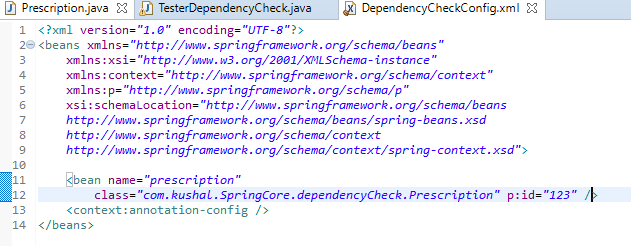 Prescription.java TesterDependencyCheck.java DependencyCheckConfig.xml
1 <?xml version="1.0" encoding="UTF-8"?>
2 <beans xmlns="http://www.springframework.org/schema/beans"
3 xmlns:xsi="http://www.w3.org/2001/XMLSchema-instance"
4 xmlns:context="http://www.springframework.org/schema/context"
5 xmlns:p="http://www.springframework.org/schema/p"
6 xsi:schemaLocation="http://www.springframework.org/schema/beans
7 http://www.springframework.org/schema/beans/spring-beans.xsd
8 http://www.springframework.org/schema/context
9 http://www.springframework.org/schema/context/spring-context.xsd">
10
11 <bean name="prescription"
12 class="com.kushal.SpringCore.dependencyCheck.Prescription" p:id="123" />
13 <context:annotation-config />
14 </beans>